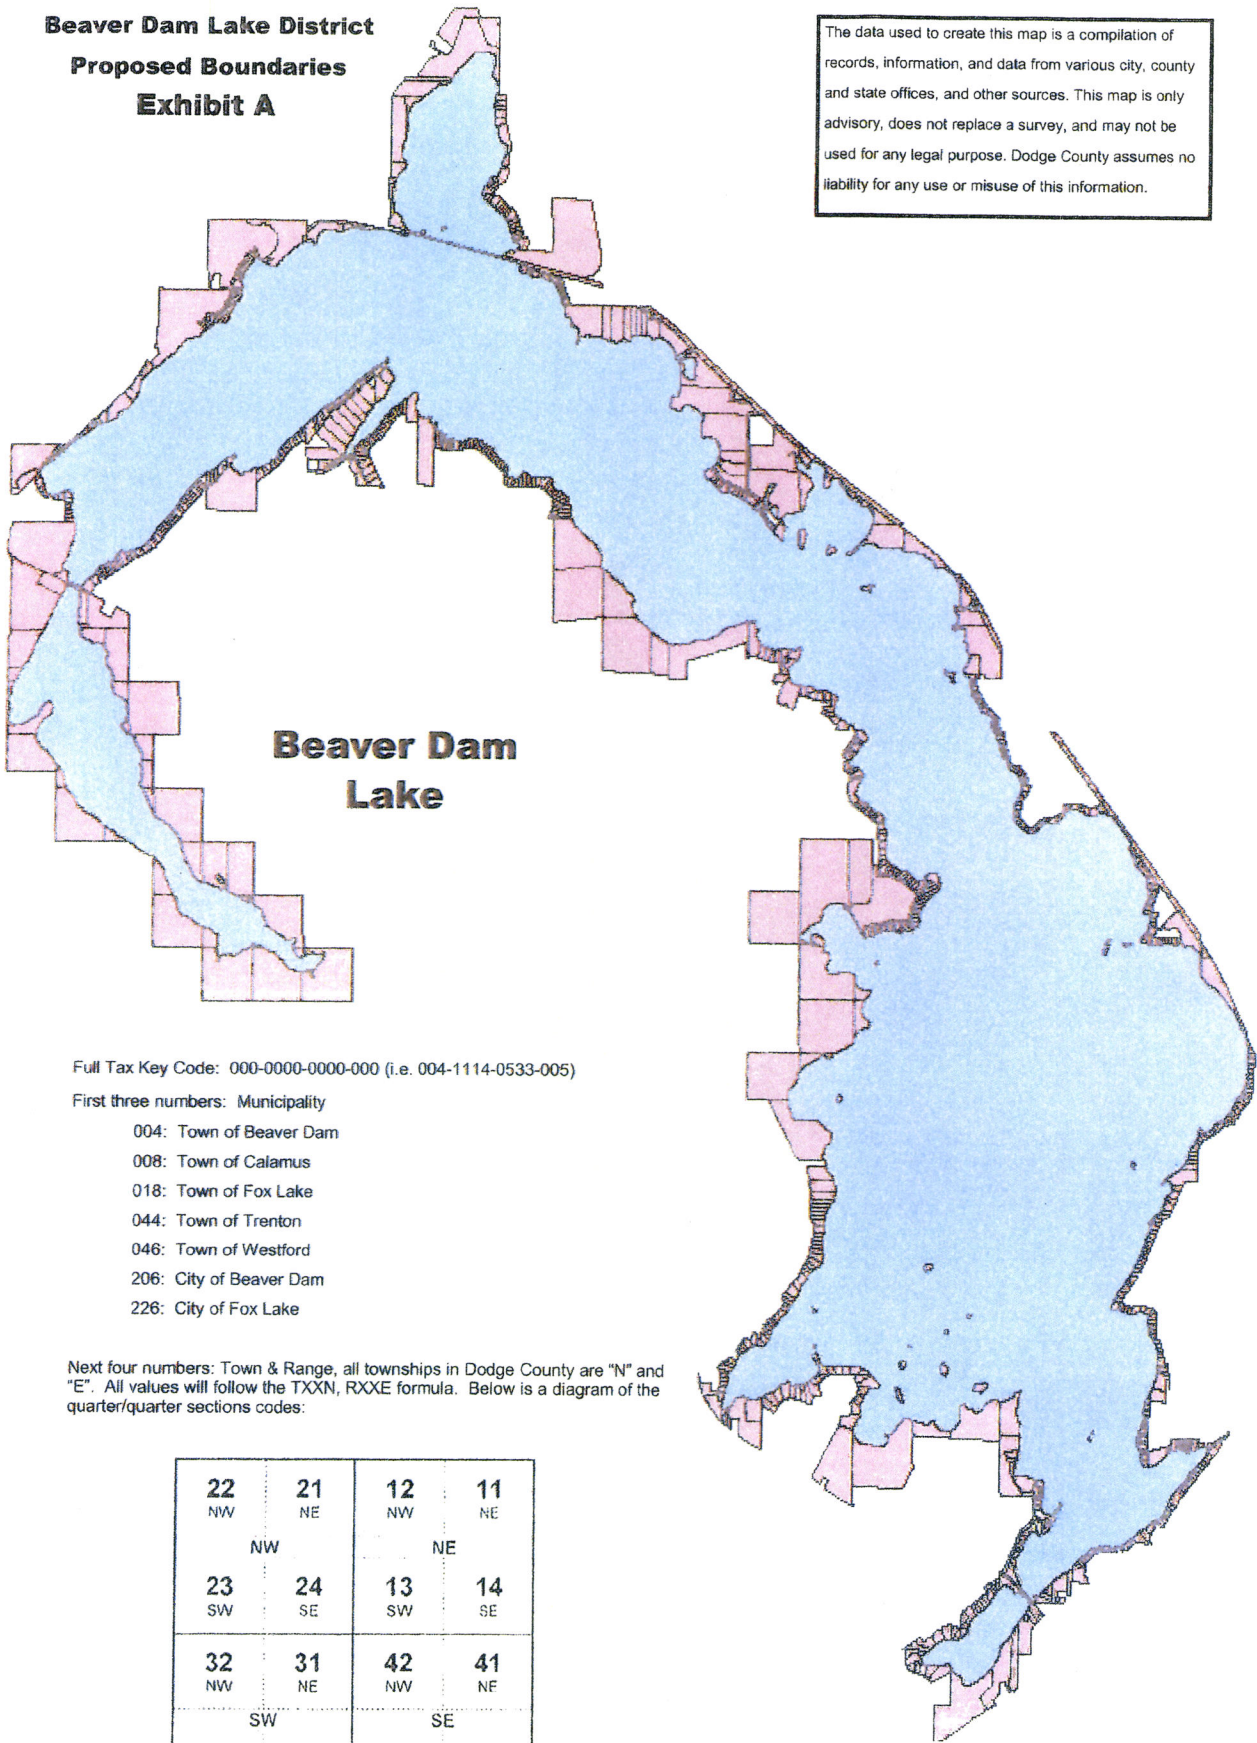 Beaver Dam Lake District
Proposed Boundaries
Exhibit A
The data used to create this map is a compilation of
records, information, and data from various city, county
and state offices, and other sources. This map is only
advisory, does not replace a survey, and may not be
used for any legal purpose. Dodge County assumes no
liability for any use or misuse of this information.
Beaver Dam
Lake
Full Tax Key Code: 000-0000-0000-000 (i.e. 004-1114-0533-005)
First three numbers: Municipality
004: Town of Beaver Dam
008: Town of Calamus
018: Town of Fox Lake
044: Town of Trenton
046: Town of Westford
206: City of Beaver Dam
226: City of Fox Lake
Next four numbers: Town & Range, all townships in Dodge County are "N" and
"E". All values will follow the TXXN, RXXE formula. Below is a diagram of the
quarter/quarter sections codes:
22 21 12 11
NW NE NW NE
NW NE
23 24 13 14
SW SE SW SE
32 31 42 41
NW NE NW NE
SW SE